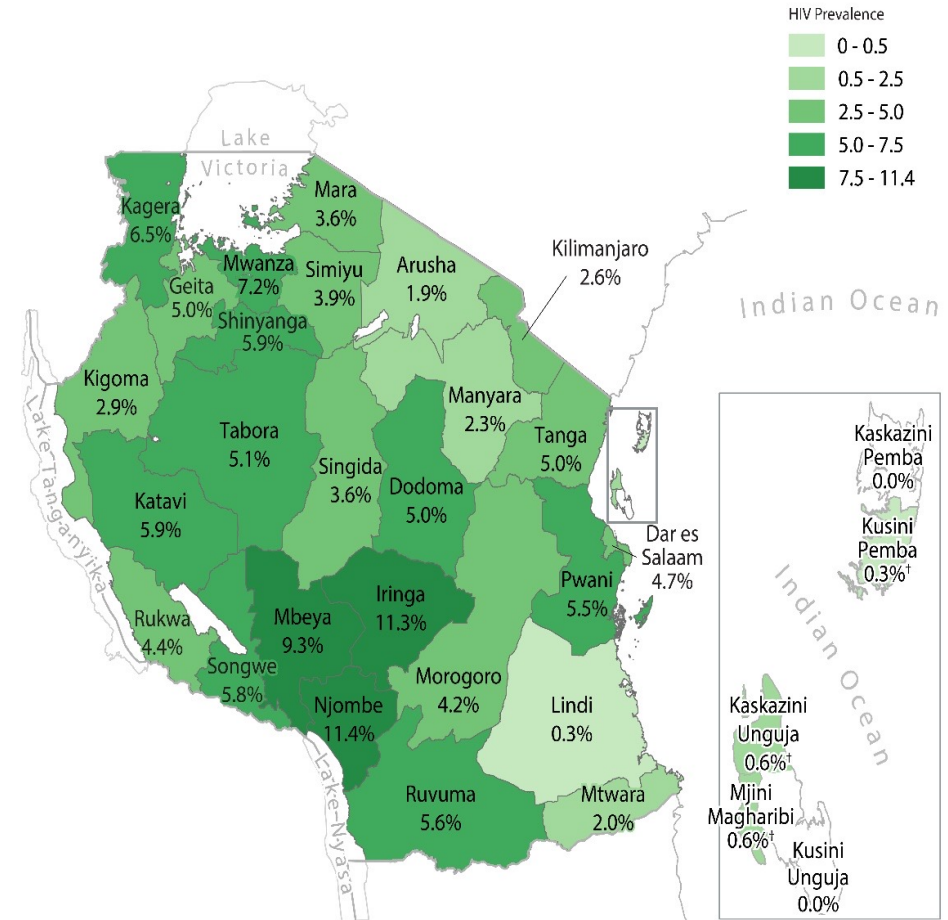 HIV Prevalence
0 - 0.5
0.5 - 2.5
2.5 - 5.0
5.0 - 7.5
7.5 - 11.4
Lake
Victoria
Mara
3.6%
Kagera
6.5%
Mwanza
7.2%
Simiyu
3.9%
Arusha
1.9%
Kilimanjaro
2.6%
Geita
5.0%
Shinyanga
5.9%
Indian Ocean
Kigoma
2.9%
Manyara
2.3%
Tabora
5.1%
Tanga
5.0%
Singida
3.6%
Dodoma
5.0%
Lake Tanganyika
Katavi
5.9%
Kaskazini
Pemba
0.0%
Kusini
Pemba
0.3%†
Dar es
Salaam
4.7%
Pwani
5.5%
Iringa
11.3%
Mbeya
9.3%
Rukwa
4.4%
Songwe
5.8%
Njombe
11.4%
Morogoro
4.2%
Lindi
0.3%
Indian Ocean
Kaskazini
Unguja
0.6%†
Mjini
Magharibi
0.6%†
Kusini
Unguja
0.0%
Lake Nyasa
Ruvuma
5.6%
Mtwara
2.0%